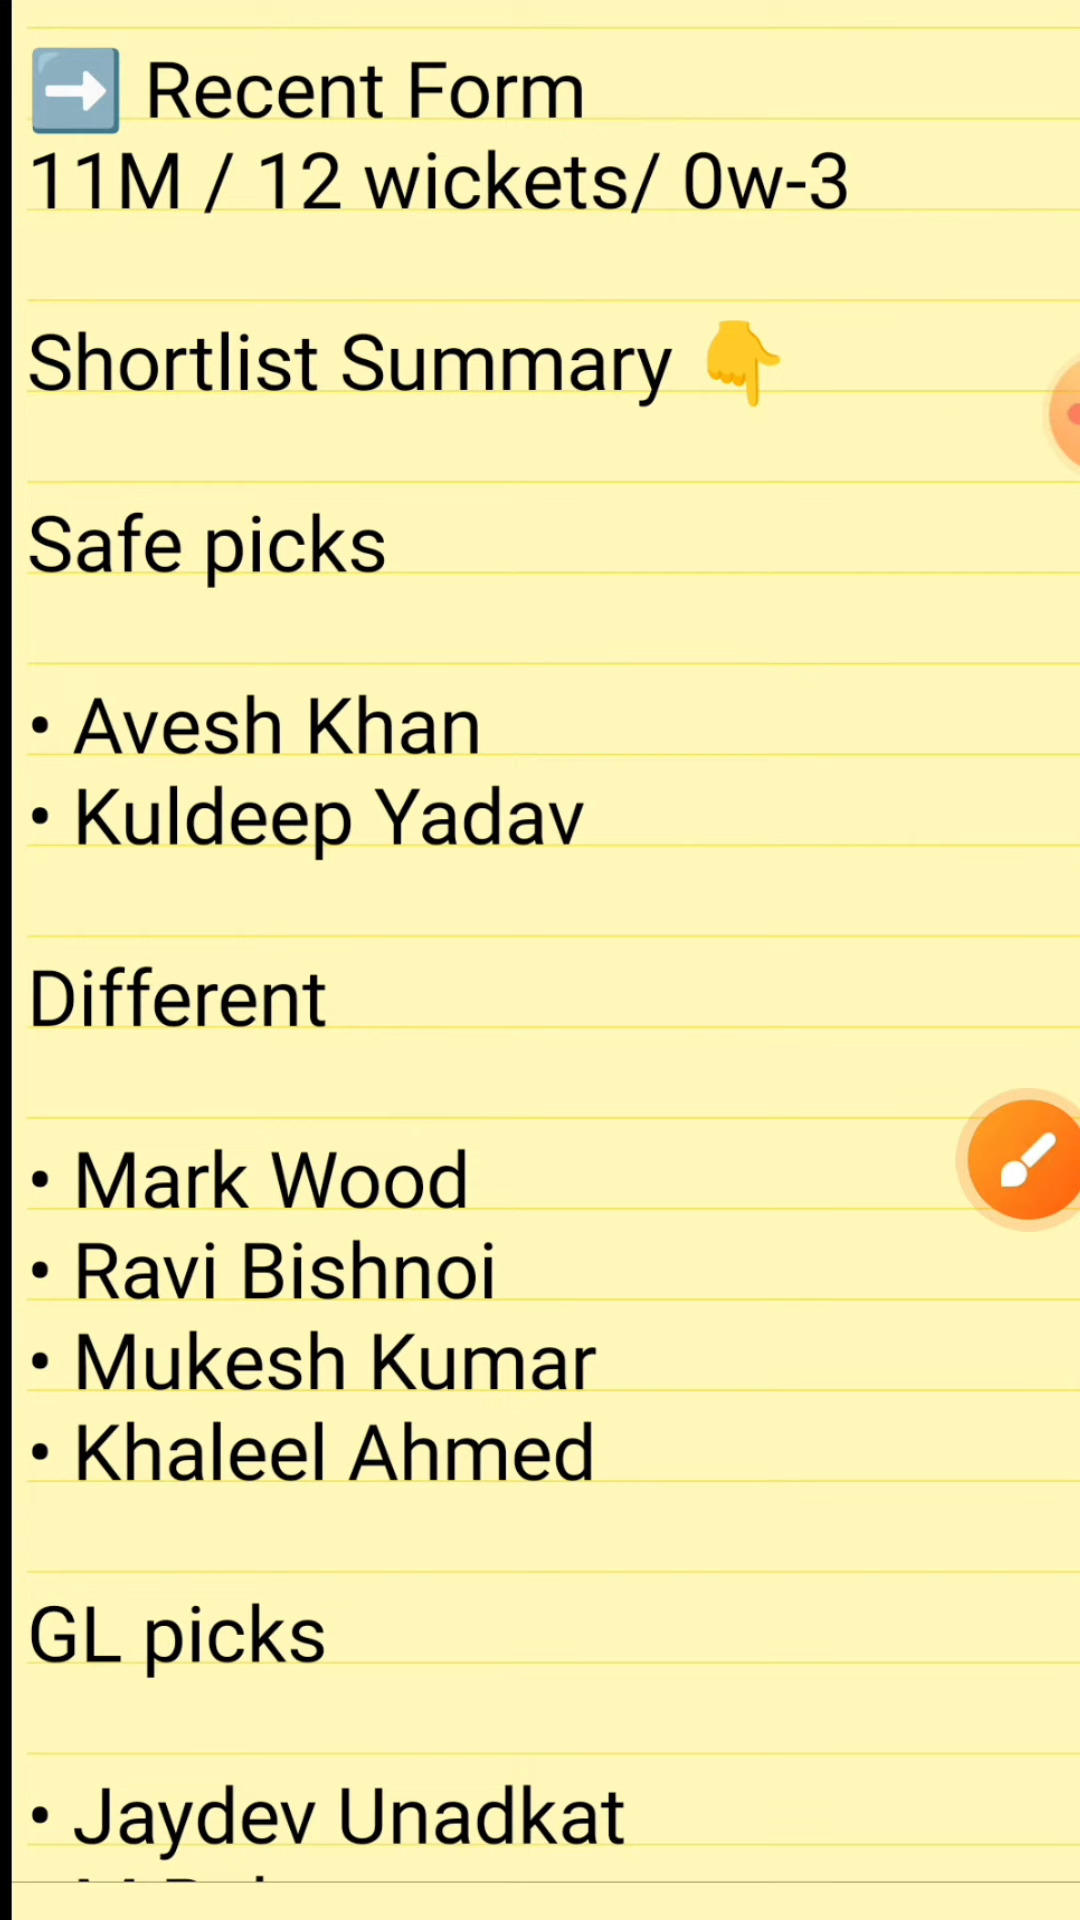 ➡️ Recent Form
11M / 12 wickets/ 0w-3
Shortlist Summary 👇
Safe picks
• Avesh Khan
• Kuldeep Yadav
Different
• Mark Wood
• Ravi Bishnoi
• Mukesh Kumar
• Khaleel Ahmed
GL picks
• Jaydev Unadkat